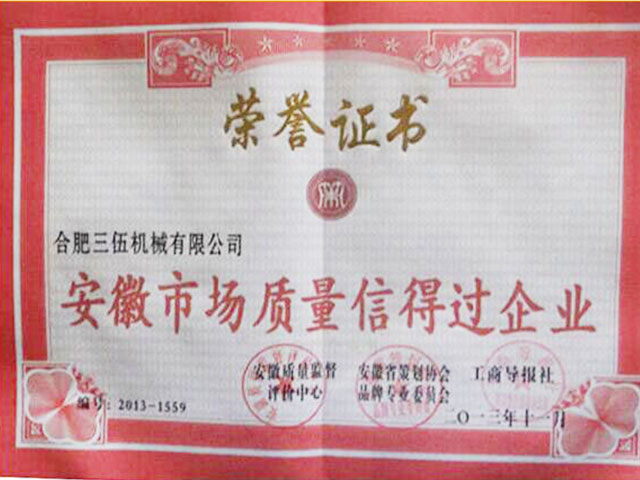 荣誉证书
合肥三伍机械有限公司
安徽市场质量信得过企业
安徽质量监督 安徽省策划协会 工商导报社
评价中心 品牌专业委员会
编号：2013-1559 二〇一三年十一月